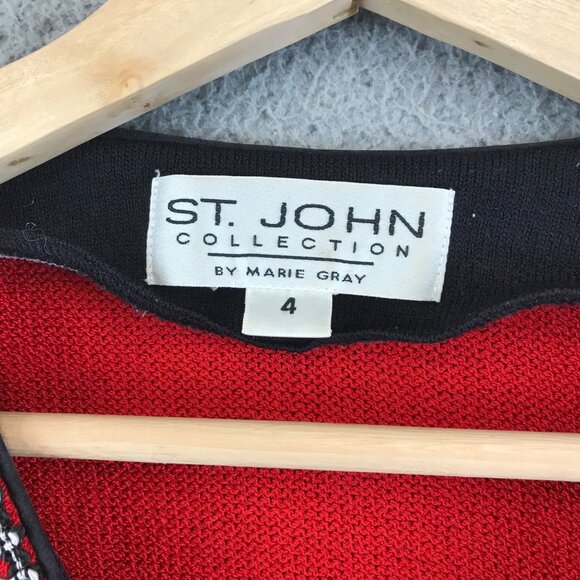 ST. JOHN
COLLECTION
BY MARIE GRAY
4